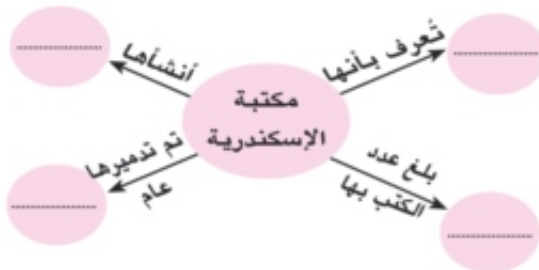 تُعرف بأنها
....................
أنشأها
....................
مكتبة
الإسكندرية
بلغ عدد
الكتب بها
....................
تم تدميرها
عام
....................